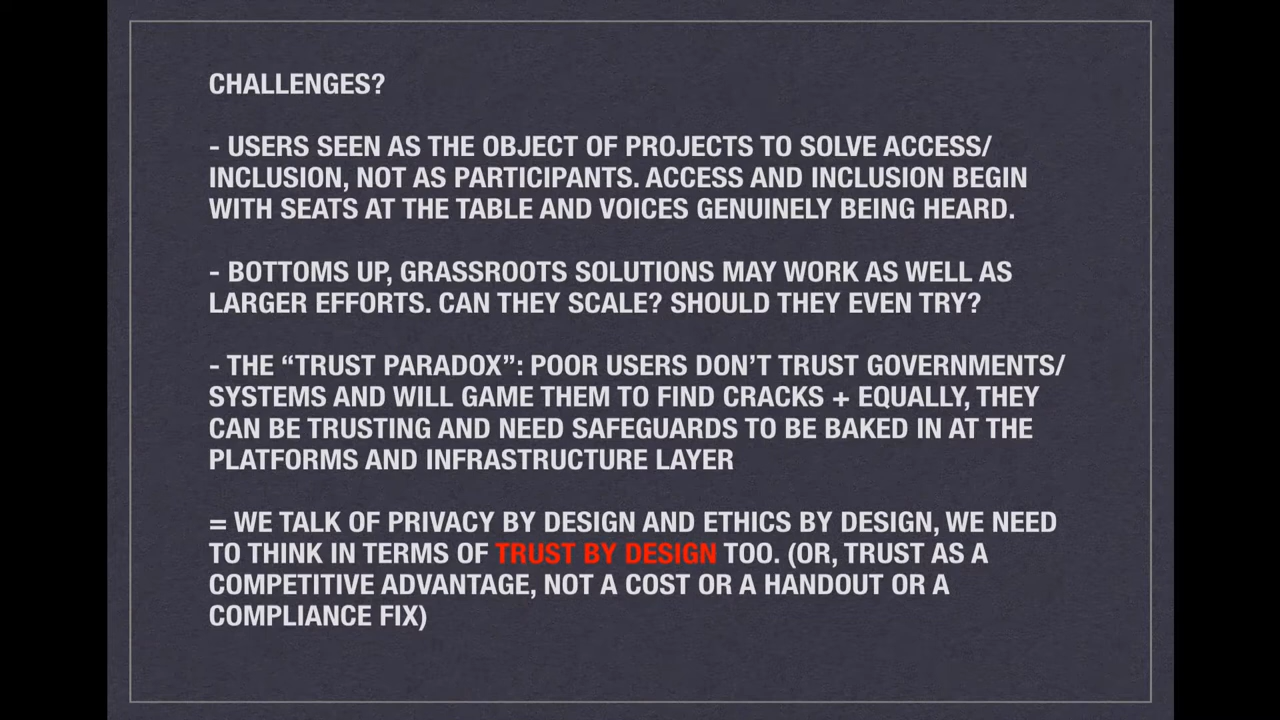 CHALLENGES?
- USERS SEEN AS THE OBJECT OF PROJECTS TO SOLVE ACCESS/
INCLUSION, NOT AS PARTICIPANTS. ACCESS AND INCLUSION BEGIN
WITH SEATS AT THE TABLE AND VOICES GENUINELY BEING HEARD.
- BOTTOMS UP, GRASSROOTS SOLUTIONS MAY WORK AS WELL AS
LARGER EFFORTS. CAN THEY SCALE? SHOULD THEY EVEN TRY?
- THE “TRUST PARADOX”: POOR USERS DON’T TRUST GOVERNMENTS/
SYSTEMS AND WILL GAME THEM TO FIND CRACKS + EQUALLY, THEY
CAN BE TRUSTING AND NEED SAFEGUARDS TO BE BAKED IN AT THE
PLATFORMS AND INFRASTRUCTURE LAYER
= WE TALK OF PRIVACY BY DESIGN AND ETHICS BY DESIGN, WE NEED
TO THINK IN TERMS OF TRUST BY DESIGN TOO. (OR, TRUST AS A
COMPETITIVE ADVANTAGE, NOT A COST OR A HANDOUT OR A
COMPLIANCE FIX)